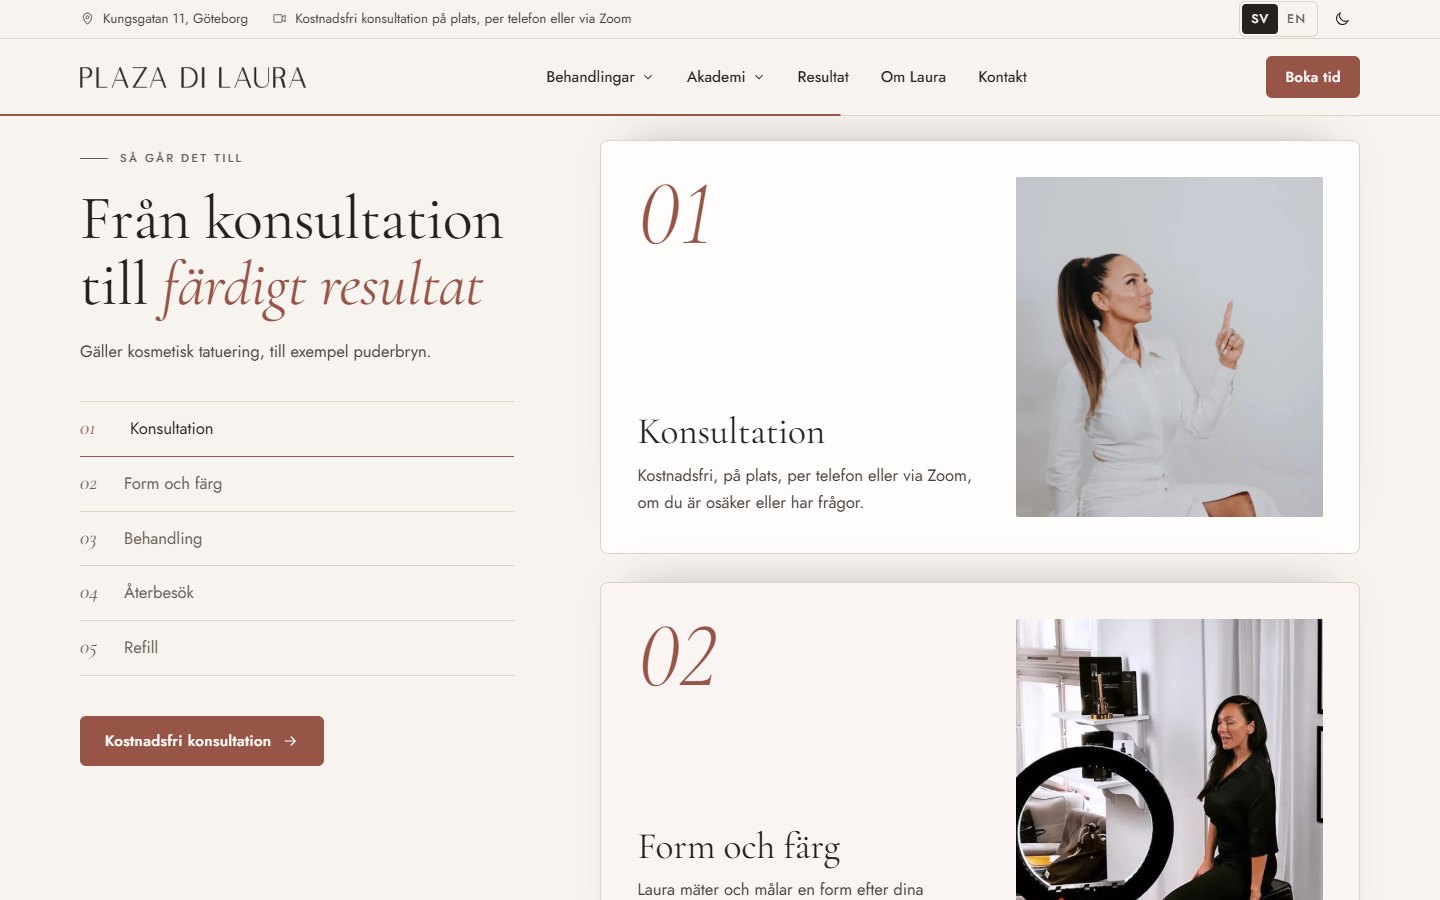 Kungsgatan 11, Göteborg
Kostnadsfri konsultation på plats, per telefon eller via Zoom
SV
EN
PLAZA DI LAURA
Behandlingar
Akademi
Resultat
Om Laura
Kontakt
Boka tid
SÅ GÅR DET TILL
Från konsultation
till färdigt resultat
Gäller kosmetisk tatuering, till exempel puderbryn.
01 Konsultation
02 Form och färg
03 Behandling
04 Återbesök
05 Refill
Kostnadsfri konsultation
01
Konsultation
Kostnadsfri, på plats, per telefon eller via Zoom,
om du är osäker eller har frågor.
02
Form och färg
Laura mäter och målar en form efter dina